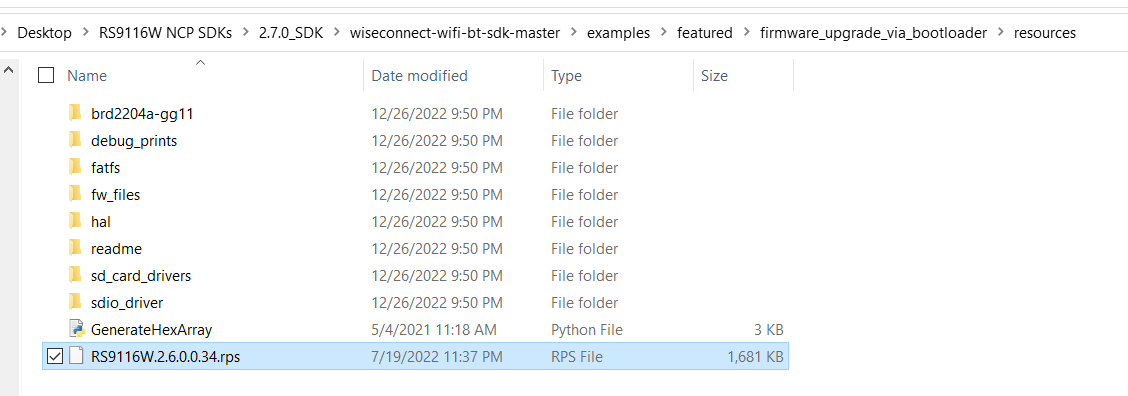 Desktop > RS9116W NCP SDKs > 2.7.0_SDK > wiseconnect-wifi-bt-sdk-master > examples > featured > firmware_upgrade_via_bootloader > resources
Name Date modified Type Size
brd2204a-gg11 12/26/2022 9:50 PM File folder
debug_prints 12/26/2022 9:50 PM File folder
fatfs 12/26/2022 9:50 PM File folder
fw_files 12/26/2022 9:50 PM File folder
hal 12/26/2022 9:50 PM File folder
readme 12/26/2022 9:50 PM File folder
sd_card_drivers 12/26/2022 9:50 PM File folder
sdio_driver 12/26/2022 9:50 PM File folder
GenerateHexArray 5/4/2021 11:18 AM Python File 3 KB
RS9116W.2.6.0.0.34.rps 7/19/2022 11:37 PM RPS File 1,681 KB